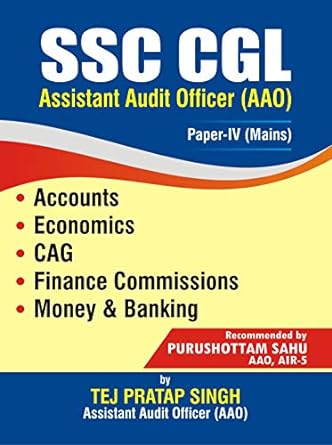 SSC CGL
Assistant Audit Officer (AAO)
Paper-IV (Mains)
• Accounts
• Economics
• CAG
• Finance Commissions
• Money & Banking
Recommended by
PURUSHOTTAM SAHU
AAO, AIR-5
by
TEJ PRATAP SINGH
Assistant Audit Officer (AAO)